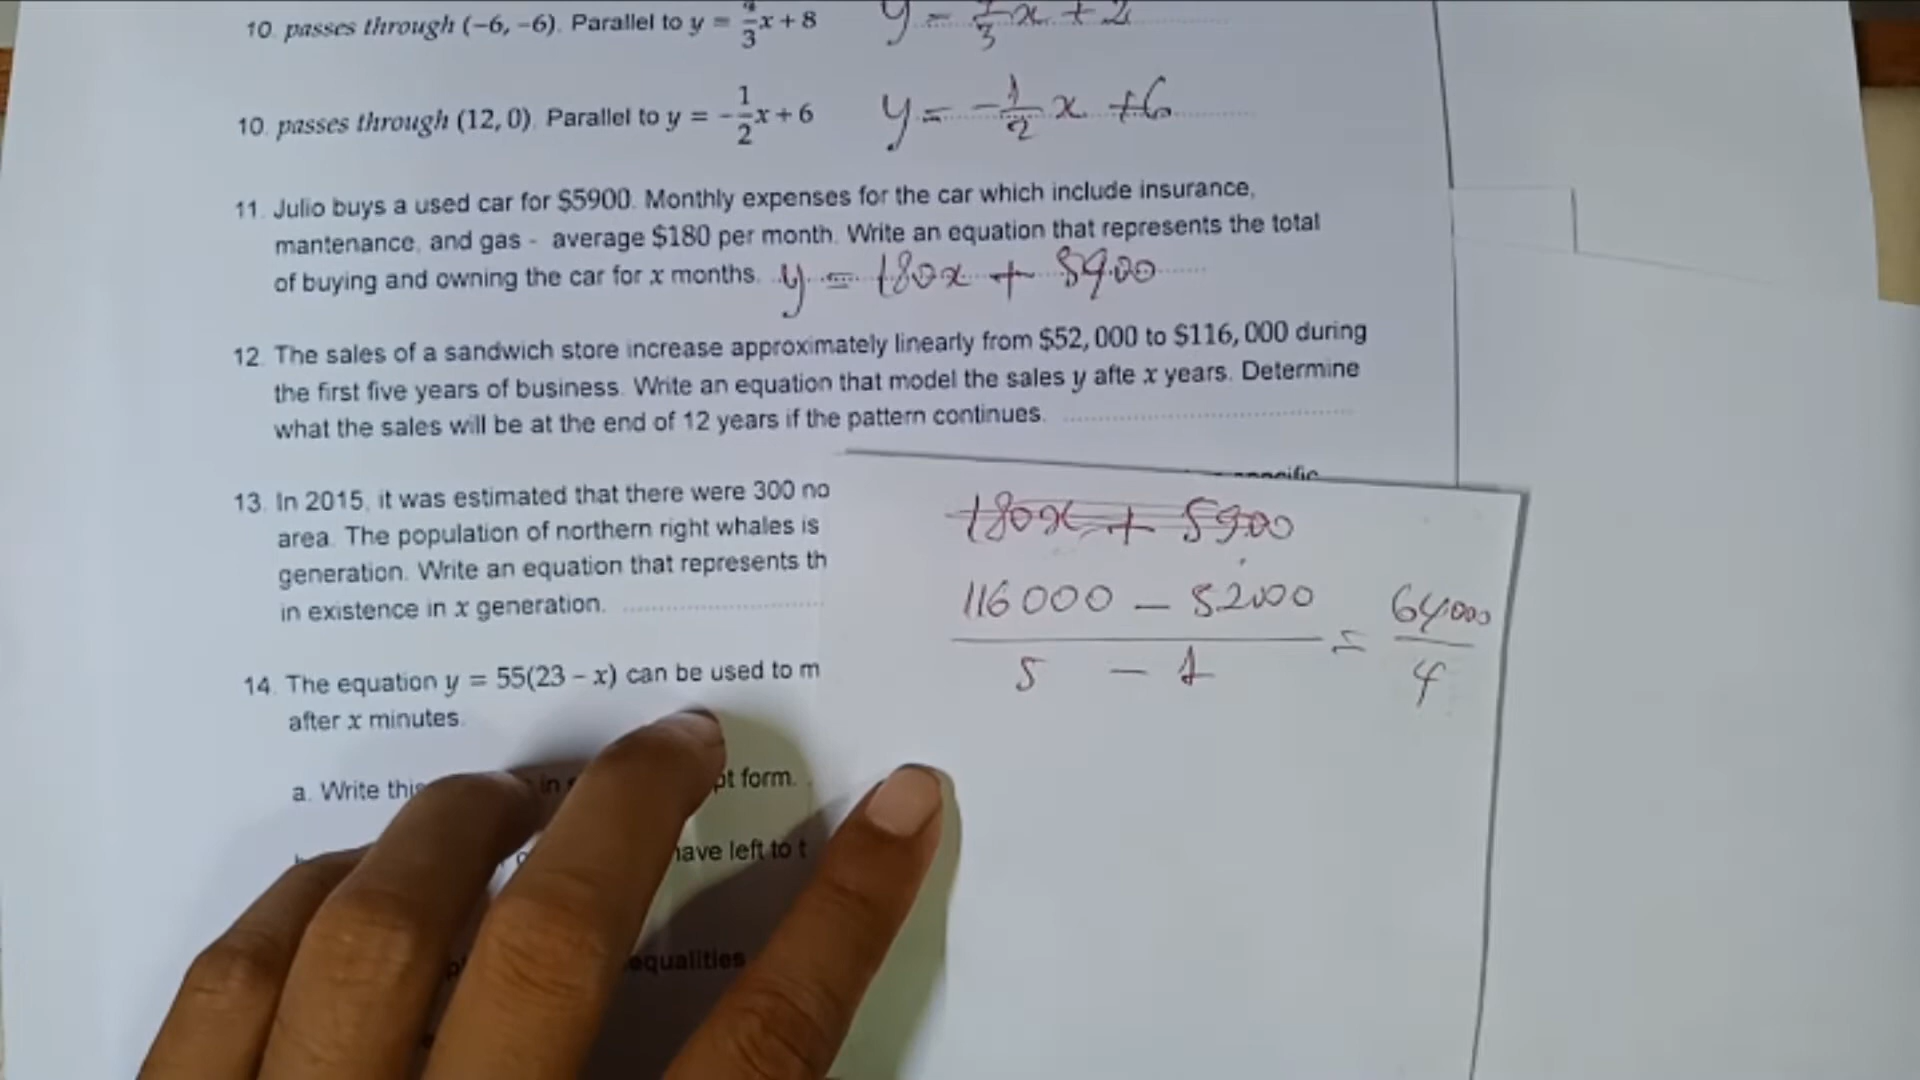 10. passes through (−6, −6). Parallel to y = /3 x + 8 y = /3 x + 2
10. passes through (12, 0). Parallel to y = −1/2 x + 6 y = −1/2 x + 6
11. Julio buys a used car for $5900. Monthly expenses for the car which include insurance,
mantenance, and gas - average $180 per month. Write an equation that represents the total
of buying and owning the car for x months. y = 180x + 5900
12. The sales of a sandwich store increase approximately linearly from $52, 000 to $116, 000 during
the first five years of business. Write an equation that model the sales y afte x years. Determine
what the sales will be at the end of 12 years if the pattern continues.
13. In 2015, it was estimated that there were 300 no
area. The population of northern right whales is
generation. Write an equation that represents th
in existence in x generation.
14. The equation y = 55(23 − x) can be used to m
after x minutes.
a. Write this in pt form.
have left to t
equalities
180x + 5900
116000 − 52000 / 5 − 1 = 64000 / 4